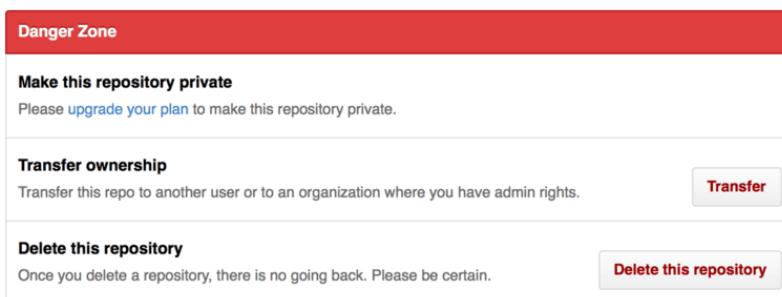 Danger Zone
Make this repository private
Please upgrade your plan to make this repository private.
Transfer ownership
Transfer this repo to another user or to an organization where you have admin rights.
Transfer
Delete this repository
Once you delete a repository, there is no going back. Please be certain.
Delete this repository